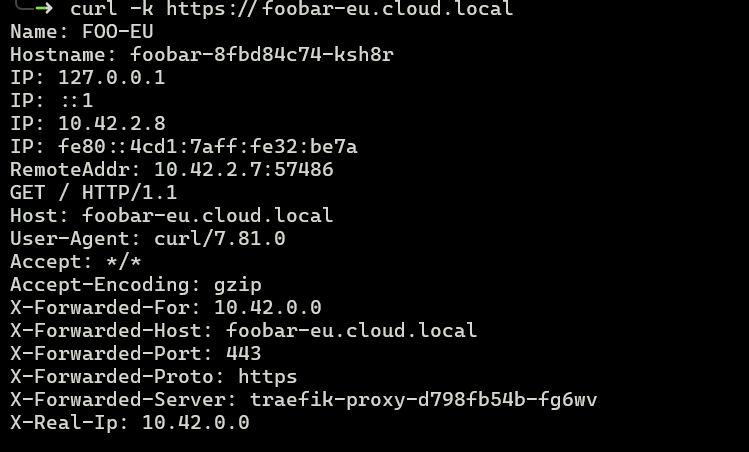 → curl -k https://foobar-eu.cloud.local
Name: FOO-EU
Hostname: foobar-8fbd84c74-ksh8r
IP: 127.0.0.1
IP: ::1
IP: 10.42.2.8
IP: fe80::4cd1:7aff:fe32:be7a
RemoteAddr: 10.42.2.7:57486
GET / HTTP/1.1
Host: foobar-eu.cloud.local
User-Agent: curl/7.81.0
Accept: */*
Accept-Encoding: gzip
X-Forwarded-For: 10.42.0.0
X-Forwarded-Host: foobar-eu.cloud.local
X-Forwarded-Port: 443
X-Forwarded-Proto: https
X-Forwarded-Server: traefik-proxy-d798fb54b-fg6wv
X-Real-Ip: 10.42.0.0